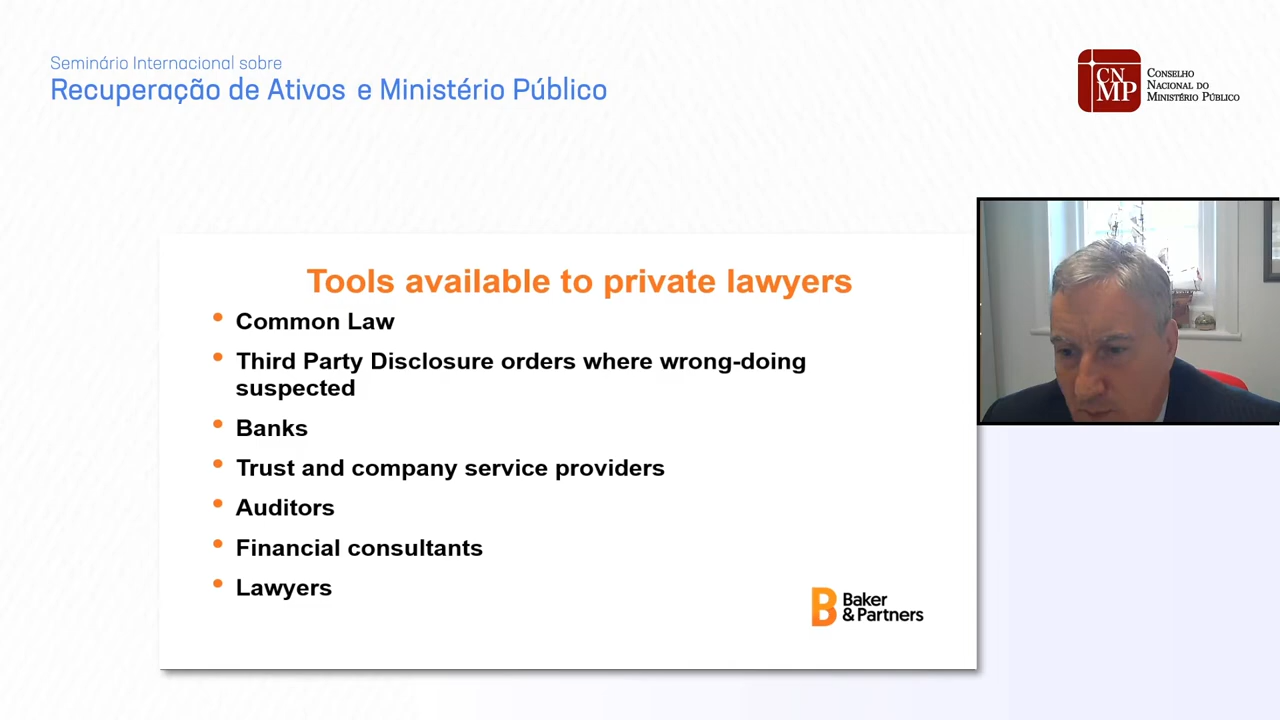 Seminário Internacional sobre
Recuperação de Ativos e Ministério Público
CN
MP
Conselho
Nacional do
Ministério Público
Tools available to private lawyers
• Common Law
• Third Party Disclosure orders where wrong-doing
suspected
• Banks
• Trust and company service providers
• Auditors
• Financial consultants
• Lawyers
B Baker
& Partners